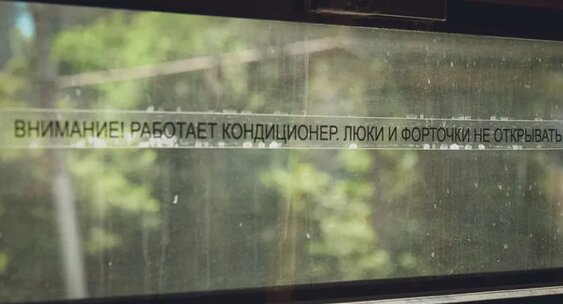 ВНИМАНИЕ! РАБОТАЕТ КОНДИЦИОНЕР. ЛЮКИ И ФОРТОЧКИ НЕ ОТКРЫВАТЬ